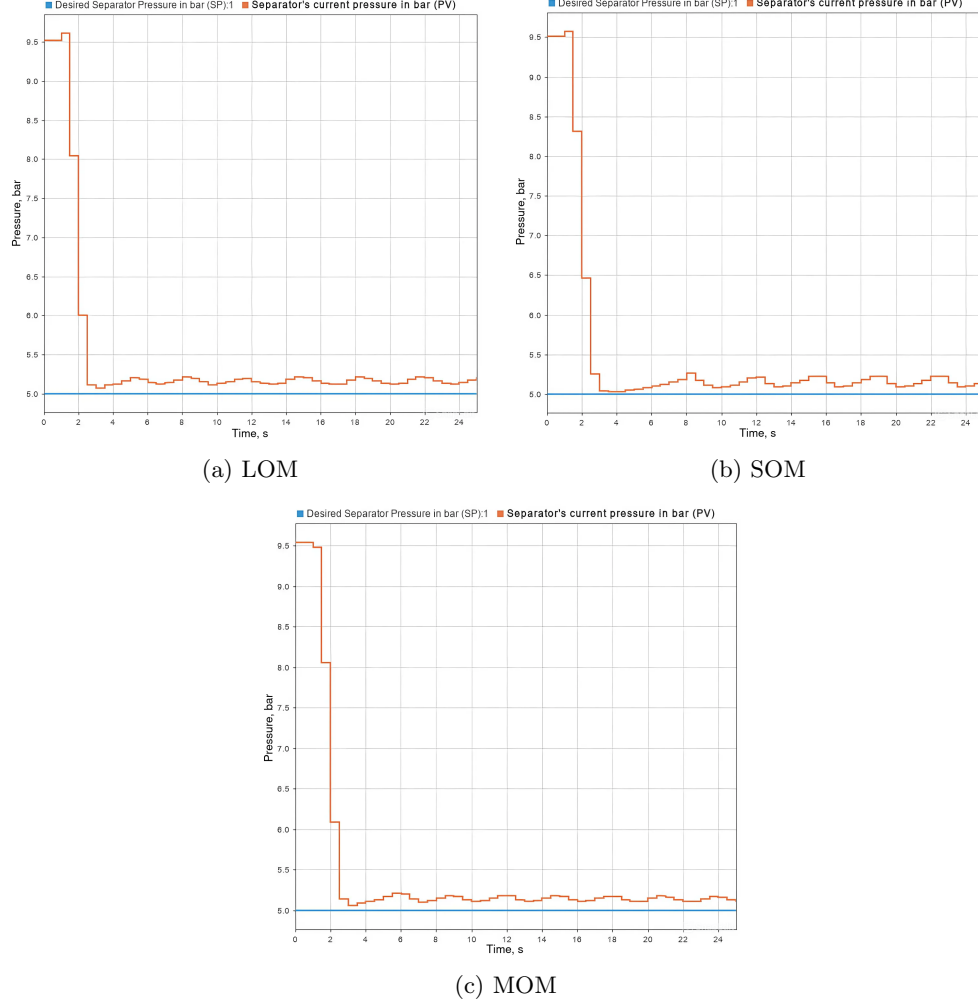 Desired Separator Pressure in bar (SP):1 Separator's current pressure in bar (PV)
9.5
9.0
8.5
8.0
7.5
7.0
6.5
6.0
5.5
5.0
Pressure, bar
0 2 4 6 8 10 12 14 16 18 20 22 24
Time, s
(a) LOM
Desired Separator Pressure in bar (SP):1 Separator's current pressure in bar (PV)
9.5
9.0
8.5
8.0
7.5
7.0
6.5
6.0
5.5
5.0
Pressure, bar
0 2 4 6 8 10 12 14 16 18 20 22 24
Time, s
(b) SOM
Desired Separator Pressure in bar (SP):1 Separator's current pressure in bar (PV)
9.5
9.0
8.5
8.0
7.5
7.0
6.5
6.0
5.5
5.0
Pressure, bar
0 2 4 6 8 10 12 14 16 18 20 22 24
Time, s
(c) MOM